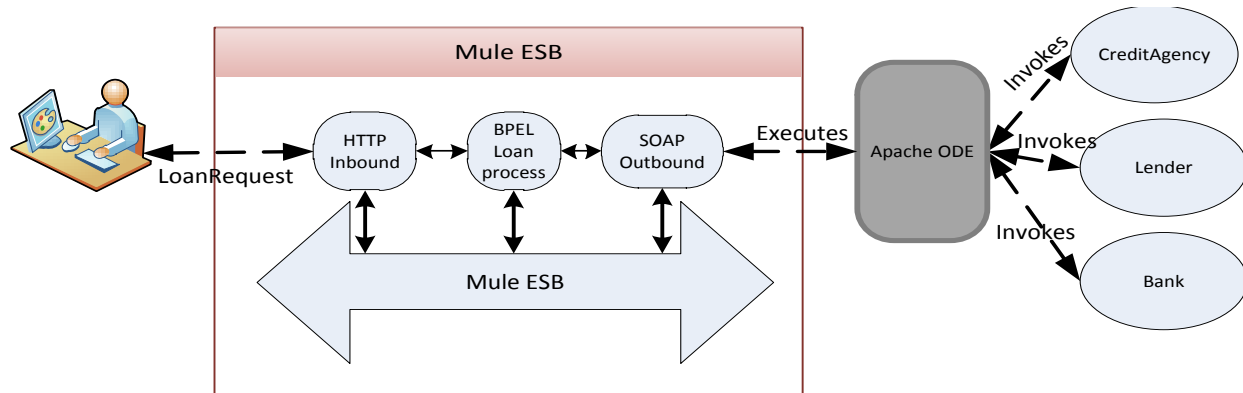 Mule ESB
LoanRequest
HTTP
Inbound
BPEL
Loan
process
SOAP
Outbound
Mule ESB
Executes
Apache ODE
Invokes
CreditAgency
Invokes
Lender
Invokes
Bank